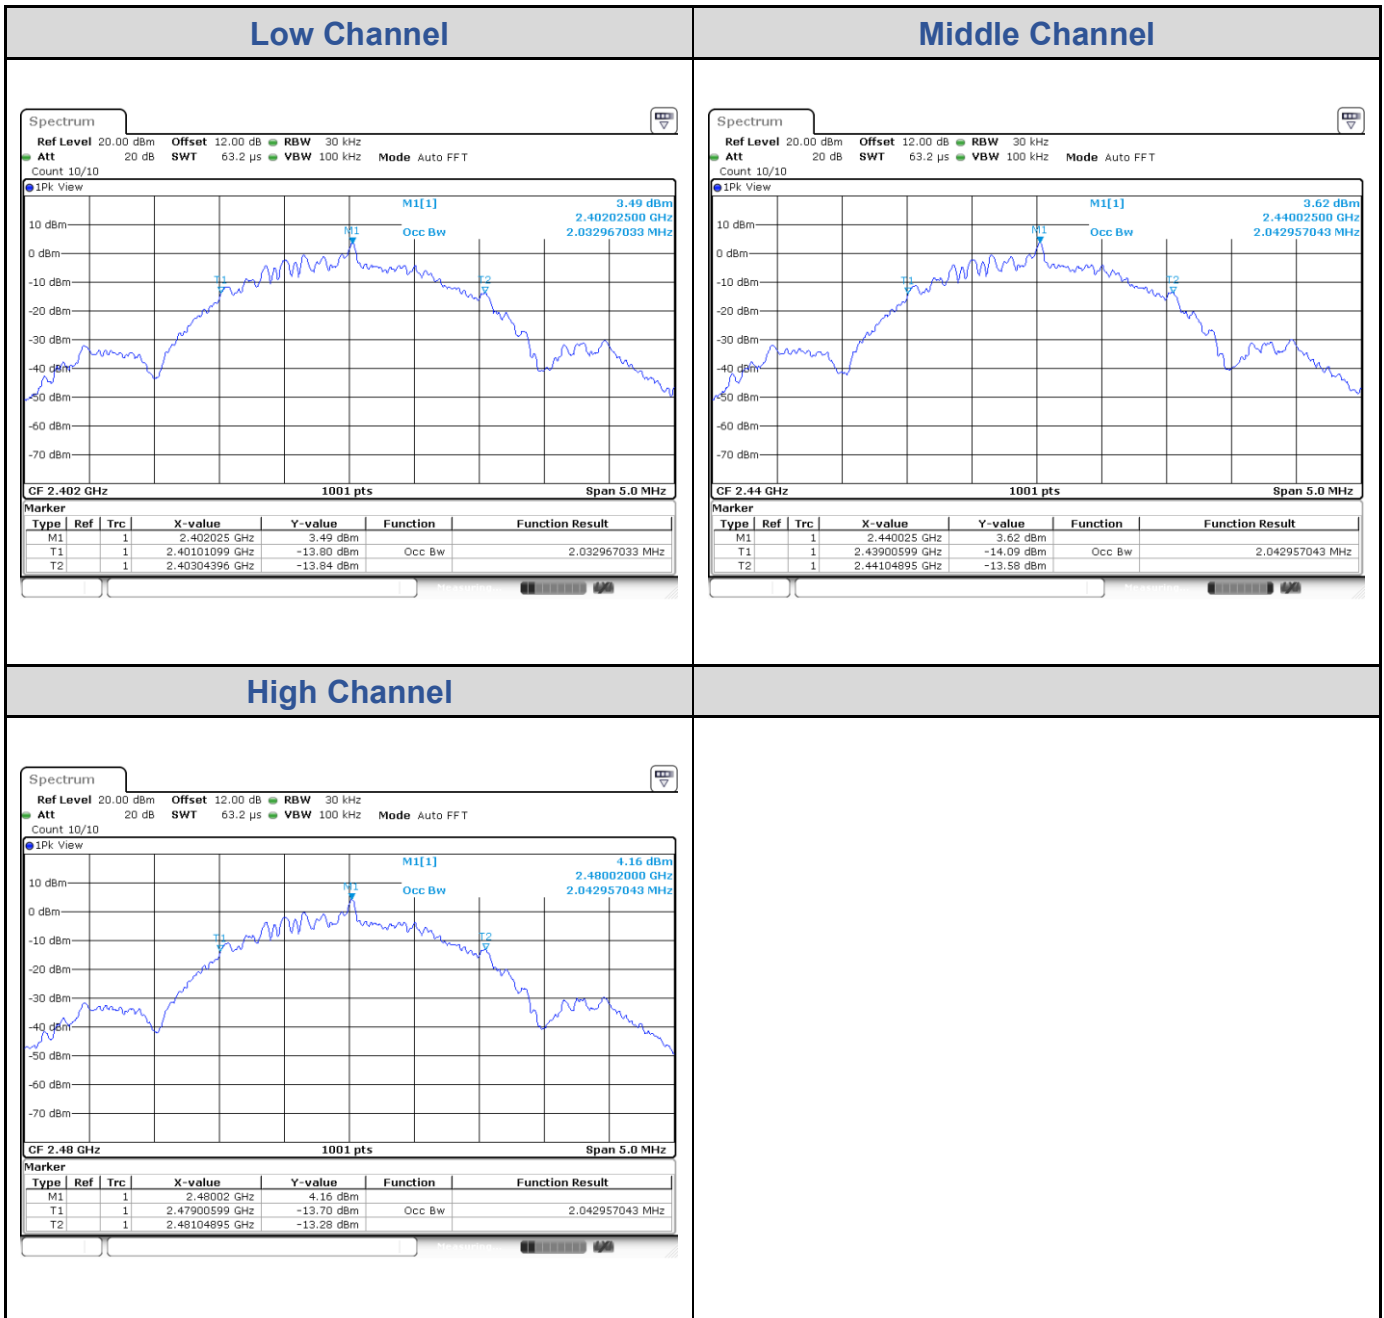 Low Channel
Middle Channel
Spectrum
Ref Level 20.00 dBm Offset 12.00 dB RBW 30 kHz
Att 20 dB SWT 63.2 µs VBW 100 kHz Mode Auto FFT
Count 10/10
1Pk View
M1[1] 3.49 dBm
2.40202500 GHz
Occ Bw 2.032967033 MHz
10 dBm
M1
0 dBm
T1
T2
-10 dBm
-20 dBm
-30 dBm
-40 dBm
-50 dBm
-60 dBm
-70 dBm
CF 2.402 GHz 1001 pts Span 5.0 MHz
Marker
Type Ref Trc X-value Y-value Function Function Result
M1 1 2.402025 GHz 3.49 dBm
T1 1 2.40101099 GHz -13.80 dBm Occ Bw 2.032967033 MHz
T2 1 2.40304396 GHz -13.84 dBm
Measuring...
Spectrum
Ref Level 20.00 dBm Offset 12.00 dB RBW 30 kHz
Att 20 dB SWT 63.2 µs VBW 100 kHz Mode Auto FFT
Count 10/10
1Pk View
M1[1] 3.62 dBm
2.44002500 GHz
Occ Bw 2.042957043 MHz
10 dBm
M1
0 dBm
T1
T2
-10 dBm
-20 dBm
-30 dBm
-40 dBm
-50 dBm
-60 dBm
-70 dBm
CF 2.44 GHz 1001 pts Span 5.0 MHz
Marker
Type Ref Trc X-value Y-value Function Function Result
M1 1 2.440025 GHz 3.62 dBm
T1 1 2.43900599 GHz -14.09 dBm Occ Bw 2.042957043 MHz
T2 1 2.44104895 GHz -13.58 dBm
Measuring...
High Channel
Spectrum
Ref Level 20.00 dBm Offset 12.00 dB RBW 30 kHz
Att 20 dB SWT 63.2 µs VBW 100 kHz Mode Auto FFT
Count 10/10
1Pk View
M1[1] 4.16 dBm
2.48002000 GHz
Occ Bw 2.042957043 MHz
10 dBm
M1
0 dBm
T1
T2
-10 dBm
-20 dBm
-30 dBm
-40 dBm
-50 dBm
-60 dBm
-70 dBm
CF 2.48 GHz 1001 pts Span 5.0 MHz
Marker
Type Ref Trc X-value Y-value Function Function Result
M1 1 2.48002 GHz 4.16 dBm
T1 1 2.47900599 GHz -13.70 dBm Occ Bw 2.042957043 MHz
T2 1 2.48104895 GHz -13.28 dBm
Measuring...